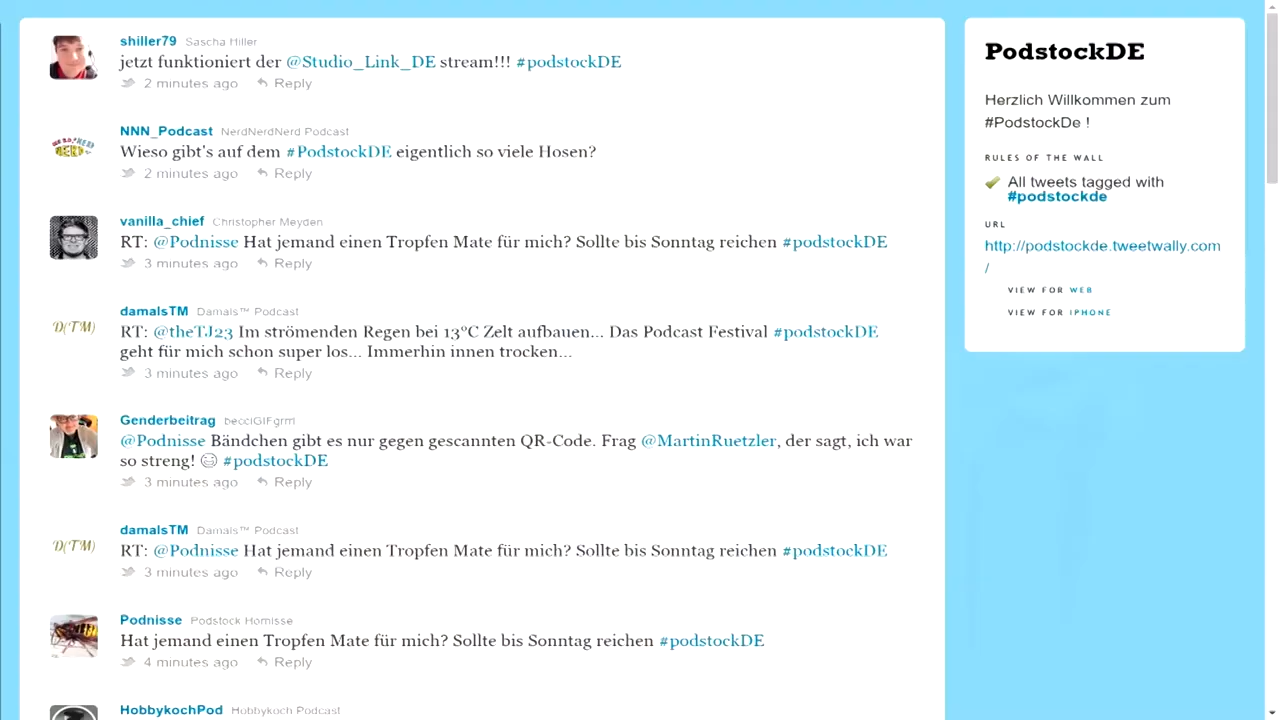 shiller79 Sascha Hiller
jetzt funktioniert der @Studio_Link_DE stream!!! #podstockDE
2 minutes ago Reply
NNN_Podcast NerdNerdNerd Podcast
Wieso gibt's auf dem #PodstockDE eigentlich so viele Hosen?
2 minutes ago Reply
vanilla_chief Christopher Meyden
RT: @Podnisse Hat jemand einen Tropfen Mate für mich? Sollte bis Sonntag reichen #podstockDE
3 minutes ago Reply
D(TM)
damalsTM Damals™ Podcast
RT: @theTJ23 Im strömenden Regen bei 13°C Zelt aufbauen... Das Podcast Festival #podstockDE
geht für mich schon super los... Immerhin innen trocken...
3 minutes ago Reply
Genderbeitrag
@Podnisse Bändchen gibt es nur gegen gescannten QR-Code. Frag @MartinRuetzler, der sagt, ich war
so streng! #podstockDE
3 minutes ago Reply
D(TM)
damalsTM Damals™ Podcast
RT: @Podnisse Hat jemand einen Tropfen Mate für mich? Sollte bis Sonntag reichen #podstockDE
3 minutes ago Reply
Podnisse Podstock Homisse
Hat jemand einen Tropfen Mate für mich? Sollte bis Sonntag reichen #podstockDE
4 minutes ago Reply
HobbykochPod Hobbykoch Podcast
PodstockDE
Herzlich Willkommen zum
#PodstockDe !
RULES OF THE WALL
All tweets tagged with
#podstockde
URL
http://podstockde.tweetwally.com
/
VIEW FOR WEB
VIEW FOR IPHONE